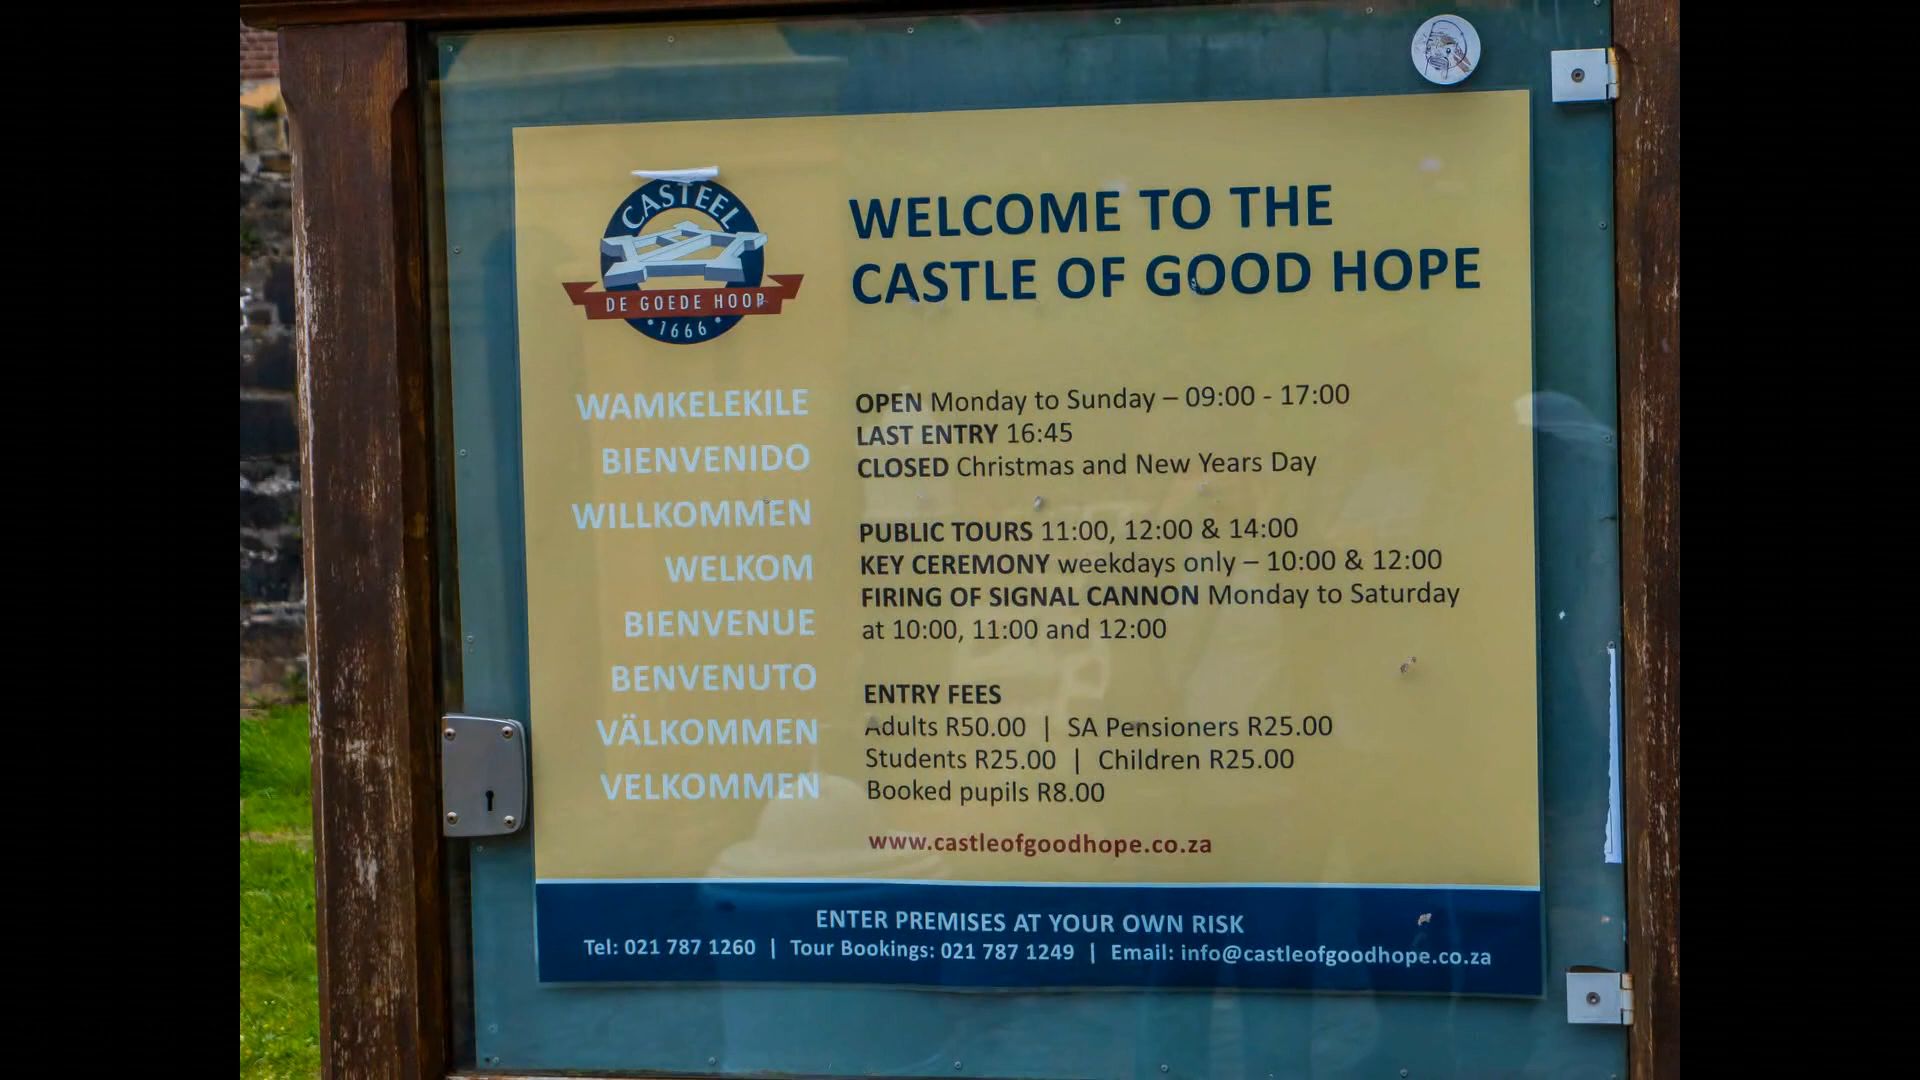 CASTEEL
DE GOEDE HOOP
• 1666 •
WELCOME TO THE
CASTLE OF GOOD HOPE
WAMKELEKILE
BIENVENIDO
WILLKOMMEN
WELKOM
BIENVENUE
BENVENUTO
VÄLKOMMEN
VELKOMMEN
OPEN Monday to Sunday – 09:00 - 17:00
LAST ENTRY 16:45
CLOSED Christmas and New Years Day
PUBLIC TOURS 11:00, 12:00 & 14:00
KEY CEREMONY weekdays only – 10:00 & 12:00
FIRING OF SIGNAL CANNON Monday to Saturday
at 10:00, 11:00 and 12:00
ENTRY FEES
Adults R50.00 | SA Pensioners R25.00
Students R25.00 | Children R25.00
Booked pupils R8.00
www.castleofgoodhope.co.za
ENTER PREMISES AT YOUR OWN RISK
Tel: 021 787 1260 | Tour Bookings: 021 787 1249 | Email: info@castleofgoodhope.co.za